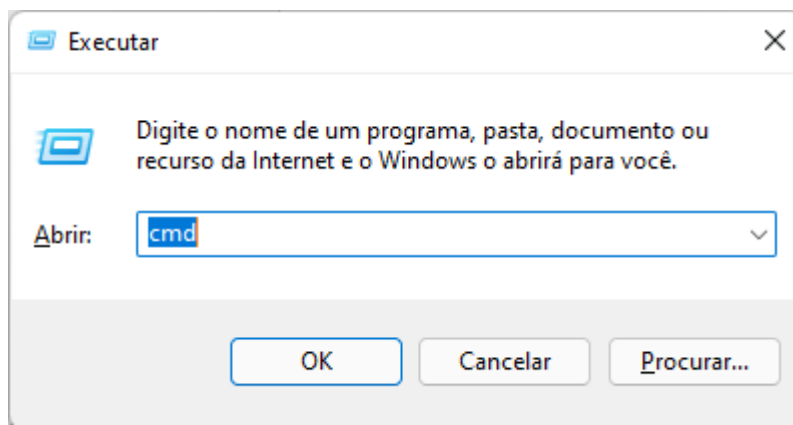 Executar
Digite o nome de um programa, pasta, documento ou
recurso da Internet e o Windows o abrirá para você.
Abrir: cmd
OK Cancelar Procurar...